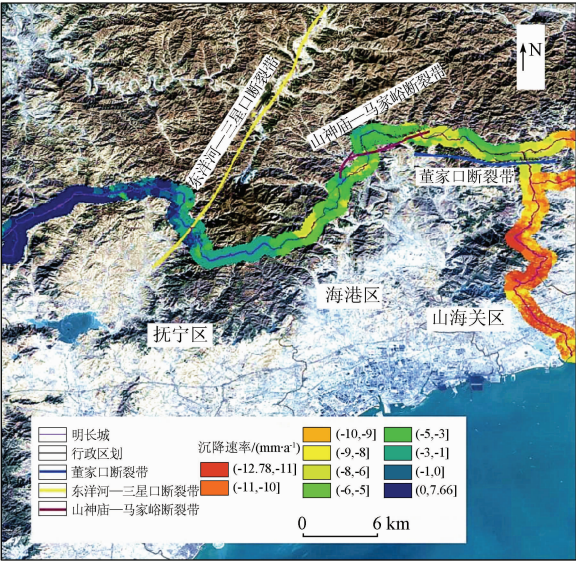 N
东洋河—三星口断裂带
山神庙—马家峪断裂带
董家口断裂带
海港区
山海关区
抚宁区
明长城
行政区划
董家口断裂带
东洋河—三星口断裂带
山神庙—马家峪断裂带
沉降速率/(mm·a⁻¹)
(-12.78,-11]
(-11,-10]
(-10,-9]
(-9,-8]
(-8,-6]
(-6,-5]
(-5,-3]
(-3,-1]
(-1,0]
(0,7.66]
0 6 km